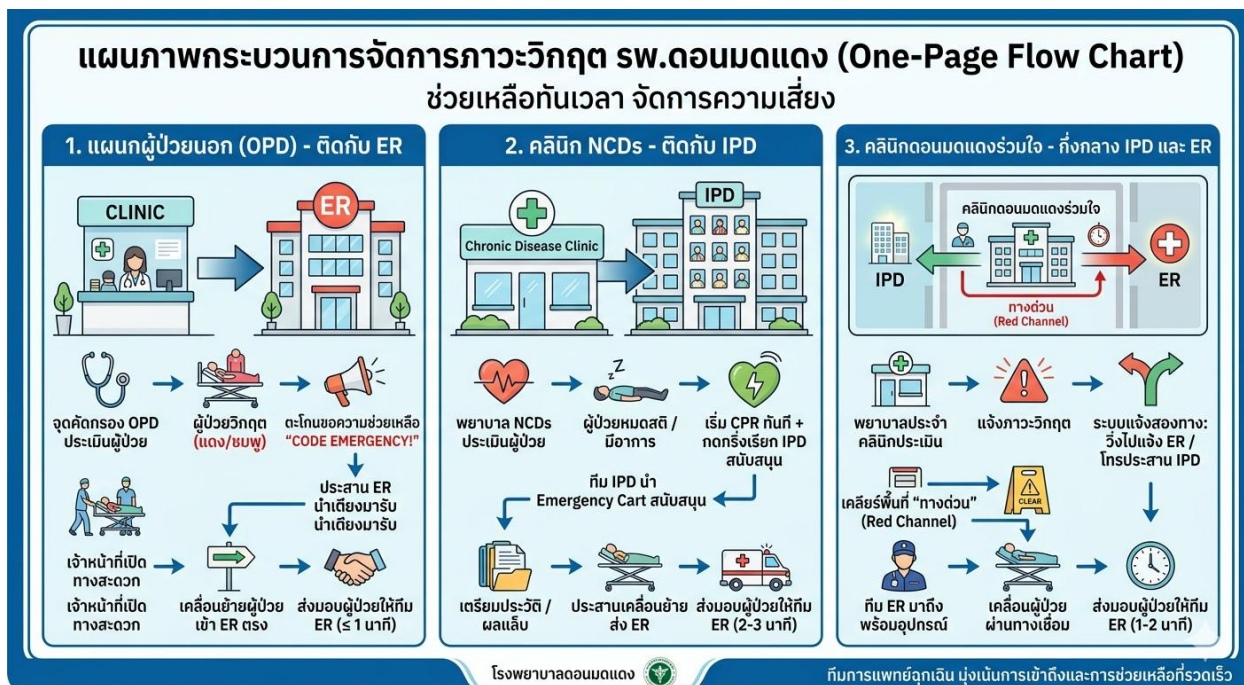 แผนภาพกระบวนการจัดการภาวะวิกฤต รพ.ดอนมดแดง (One-Page Flow Chart)
ช่วยเหลือทันเวลา จัดการความเสี่ยง
1. แผนกผู้ป่วยนอก (OPD) - ติดกับ ER
CLINIC
ER
จุดคัดกรอง OPD
ประเมินผู้ป่วย
ผู้ป่วยวิกฤต
(แดง/ชมพู)
ตะโกนขอความช่วยเหลือ
“CODE EMERGENCY!”
ประสาน ER
นำเตียงมารับ
นำเตียงมารับ
เจ้าหน้าที่เปิด
ทางสะดวก
เจ้าหน้าที่เปิด
ทางสะดวก
เคลื่อนย้ายผู้ป่วย
เข้า ER ตรง
ส่งมอบผู้ป่วยให้ทีม
ER (≤ 1 นาที)
2. คลินิก NCDs - ติดกับ IPD
Chronic Disease Clinic
IPD
พยาบาล NCDs
ประเมินผู้ป่วย
z z Z
ผู้ป่วยหมดสติ /
มีอาการ
เริ่ม CPR ทันที +
กดกริ่งเรียก IPD
สนับสนุน
ทีม IPD นำ
Emergency Cart สนับสนุน
เตรียมประวัติ /
ผลแล็บ
ประสานเคลื่อนย้าย
ส่ง ER
ส่งมอบผู้ป่วยให้ทีม
ER (2-3 นาที)
3. คลินิกดอนมดแดงร่วมใจ - กึ่งกลาง IPD และ ER
คลินิกดอนมดแดงร่วมใจ
IPD
ER
ทางด่วน
(Red Channel)
พยาบาลประจำ
คลินิกประเมิน
แจ้งภาวะวิกฤต
ระบบแจ้งสองทาง:
วิ่งไปแจ้ง ER /
โทรประสาน IPD
เคลียร์พื้นที่ “ทางด่วน”
(Red Channel)
CLEAR
ทีม ER มาถึง
พร้อมอุปกรณ์
เคลื่อนผู้ป่วย
ผ่านทางเชื่อม
ส่งมอบผู้ป่วยให้ทีม
ER (1-2 นาที)
โรงพยาบาลดอนมดแดง
ทีมการแพทย์ฉุกเฉิน มุ่งเน้นการเข้าถึงและการช่วยเหลือที่รวดเร็ว